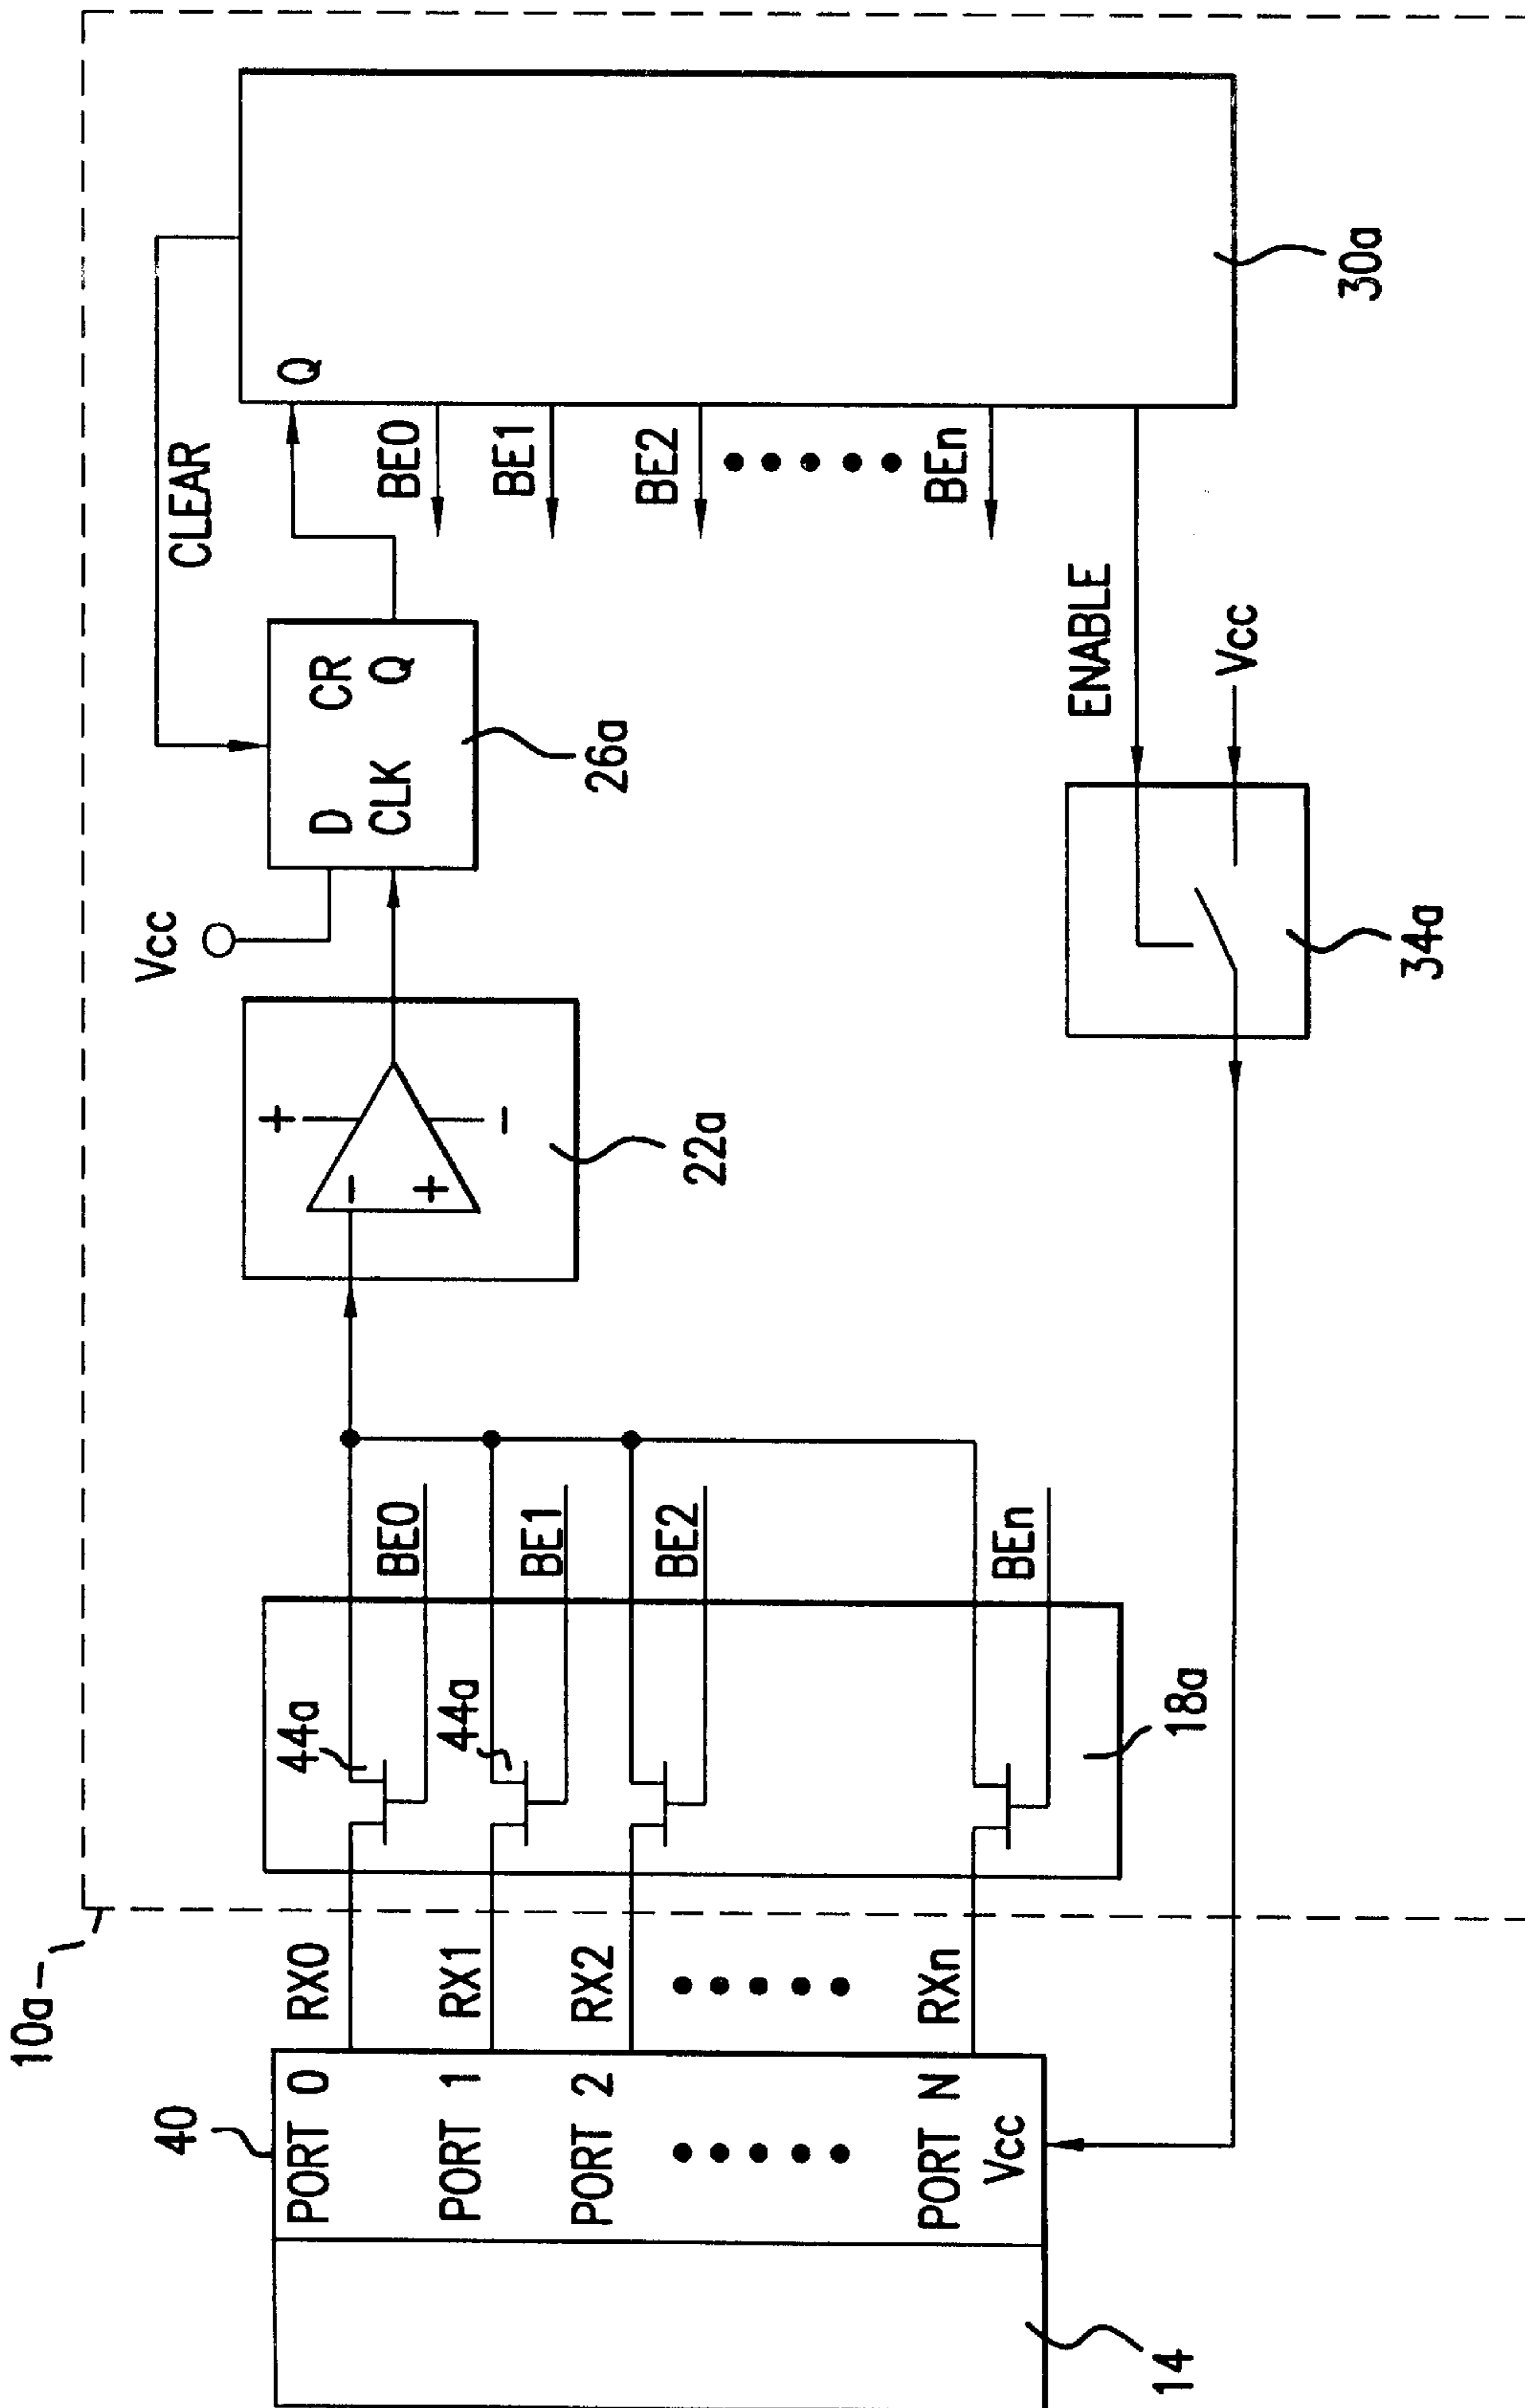 10a
40
PORT 0
PORT 1
PORT 2
PORT N
Vcc
14
RX0
RX1
RX2
RXn
44a
44a
18a
BE0
BE1
BE2
BEn
- +
+
-
22a
Vcc
D CR
CLK Q
26a
CLEAR
Q
BE0
BE1
BE2
BEn
ENABLE
Vcc
34a
30a